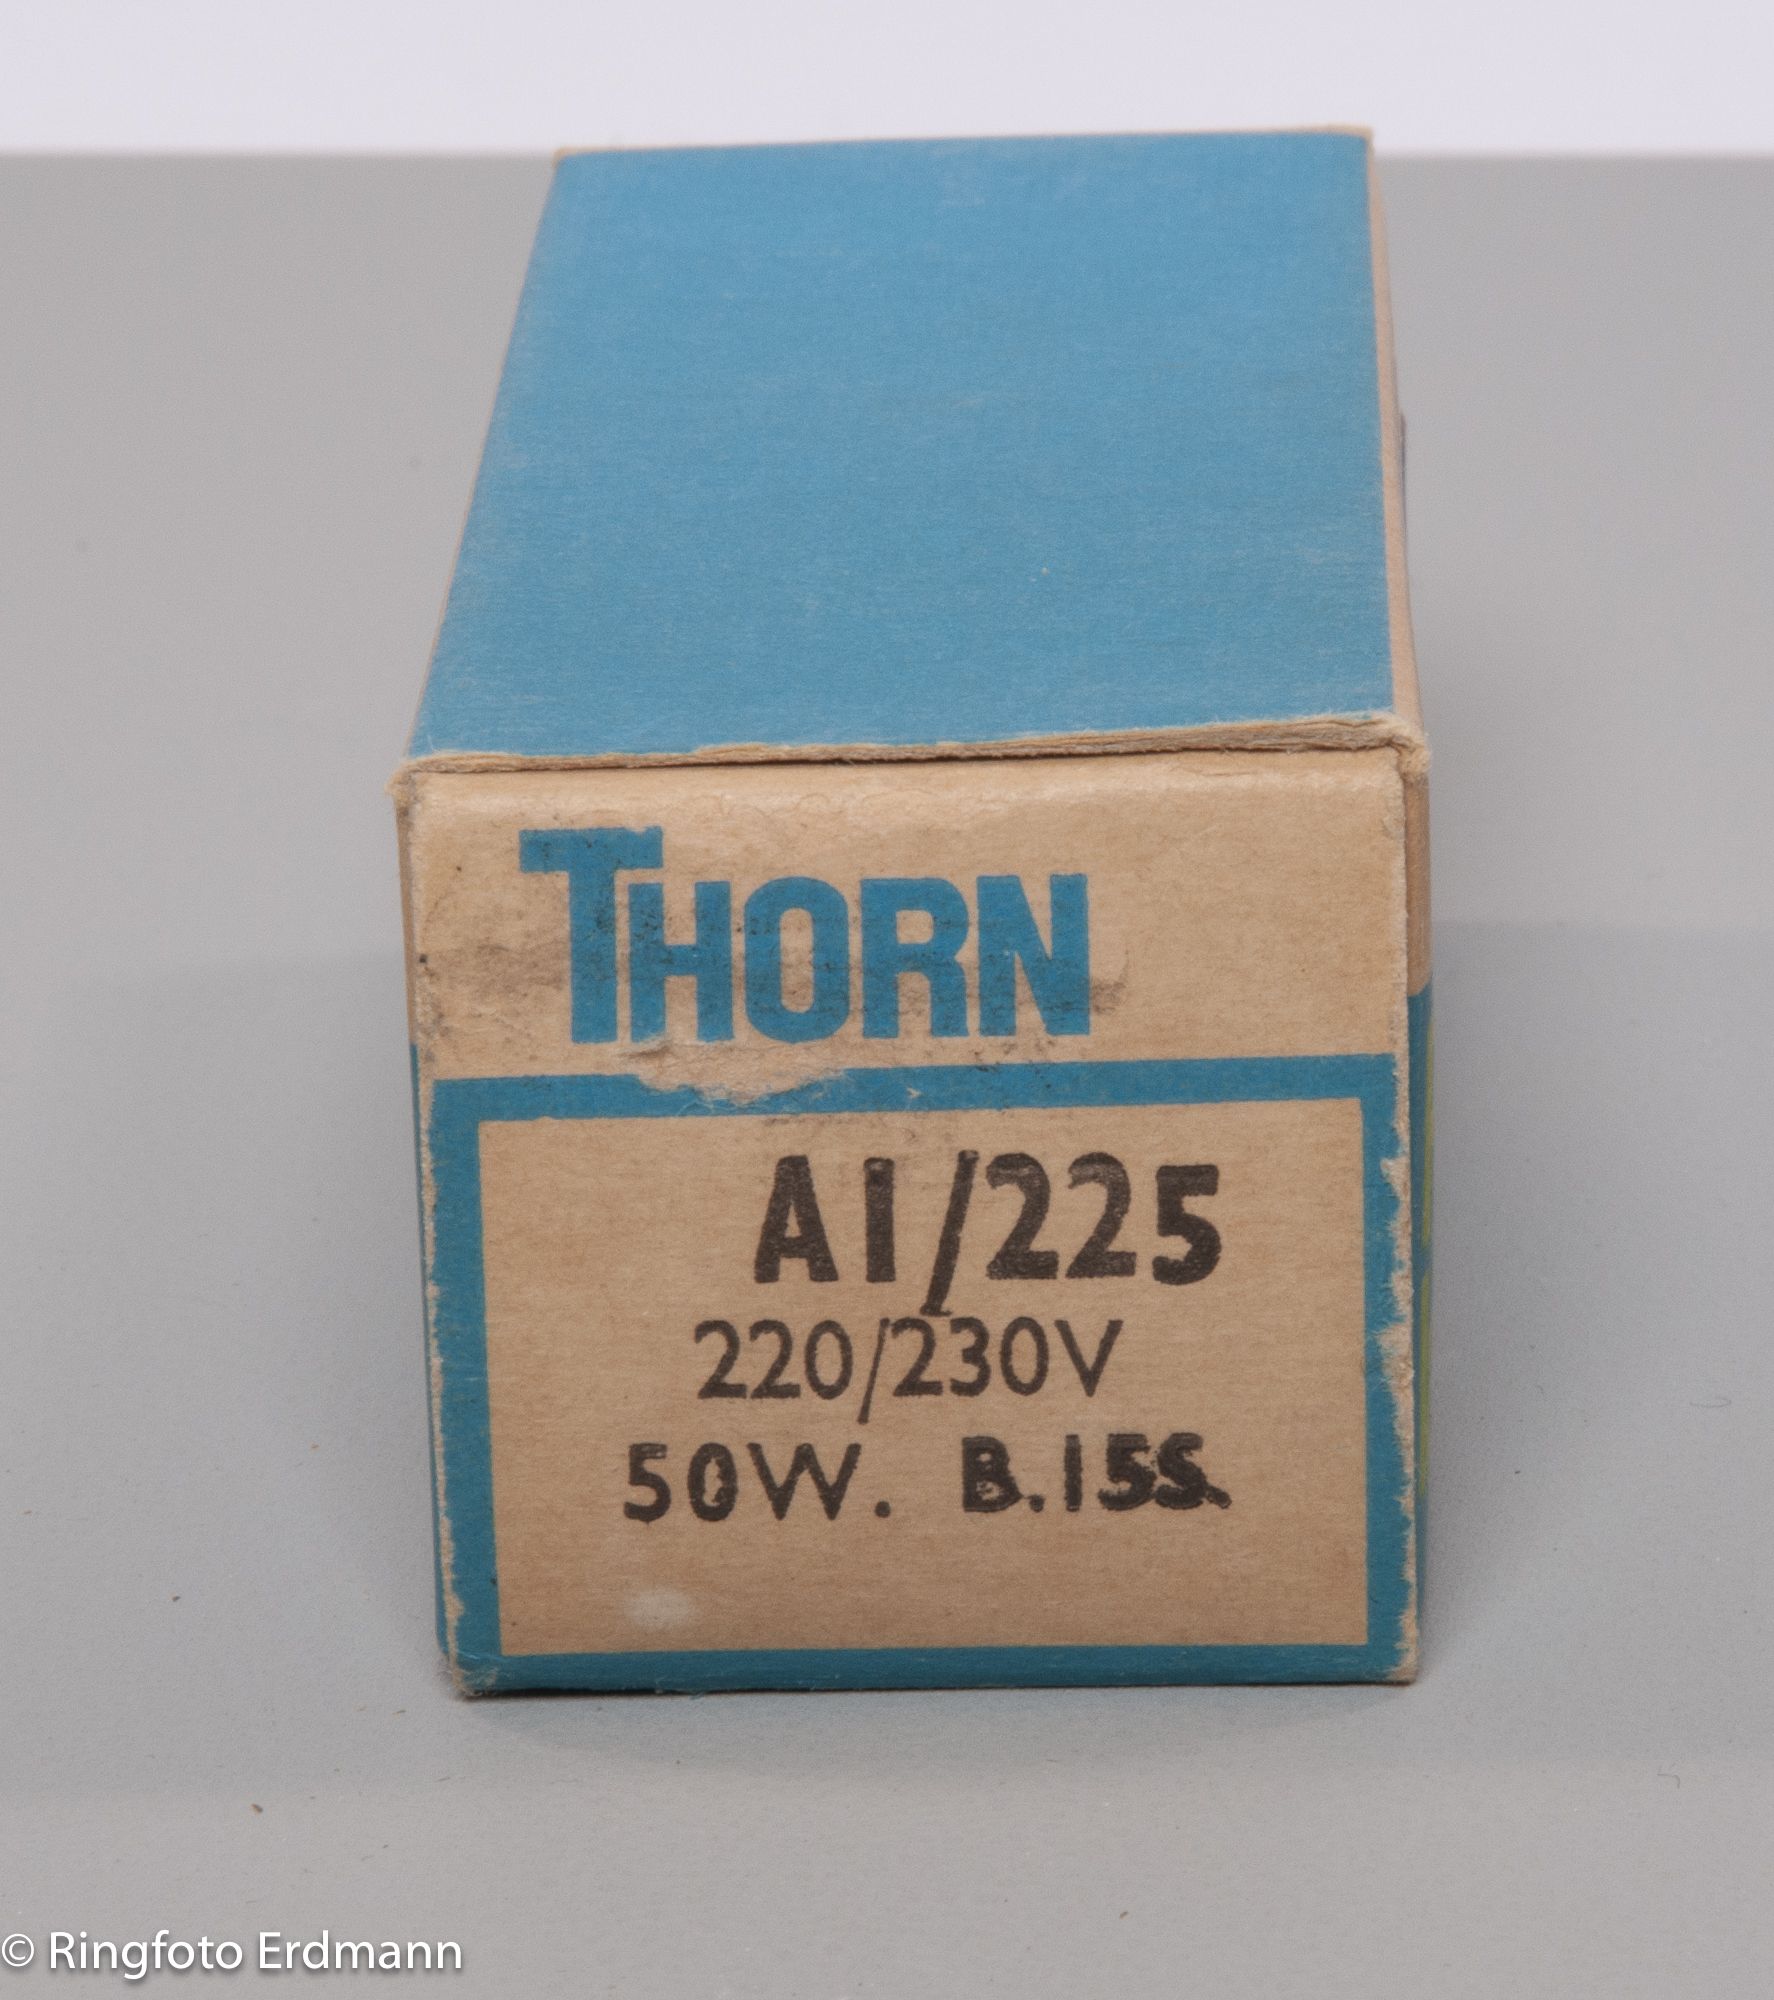 THORN
A1/225
220/230V
50W. B.15S.
© Ringfoto Erdmann